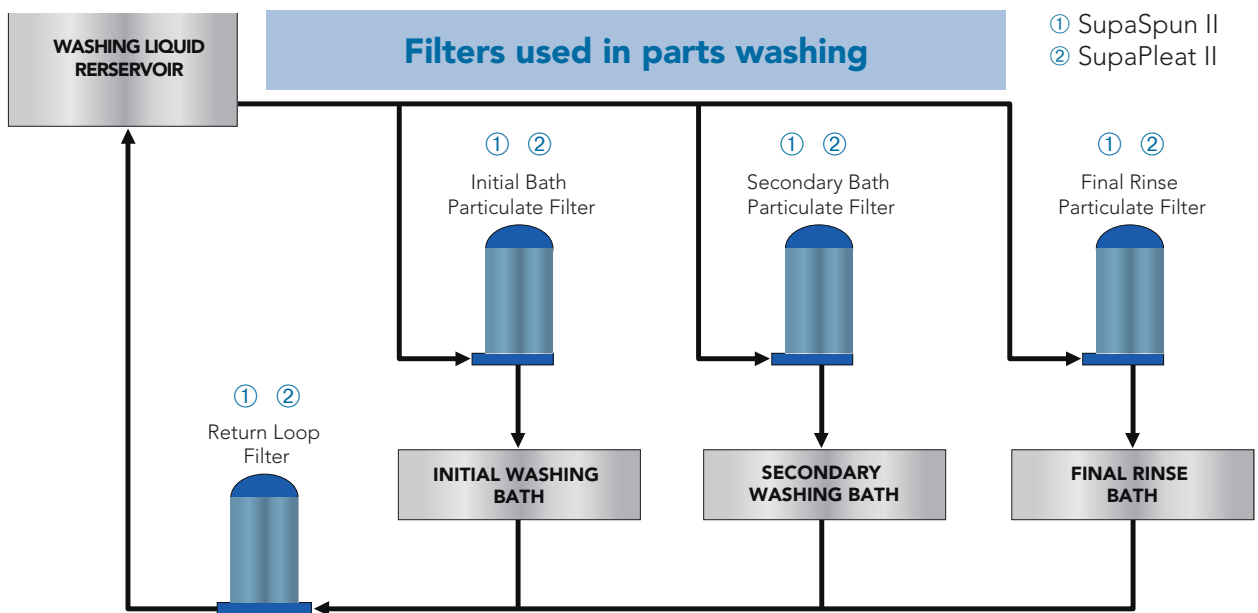 WASHING LIQUID
RERSERVOIR
Filters used in parts washing
① SupaSpun II
② SupaPleat II
① ②
Initial Bath
Particulate Filter
① ②
Secondary Bath
Particulate Filter
① ②
Final Rinse
Particulate Filter
① ②
Return Loop
Filter
INITIAL WASHING
BATH
SECONDARY
WASHING BATH
FINAL RINSE
BATH